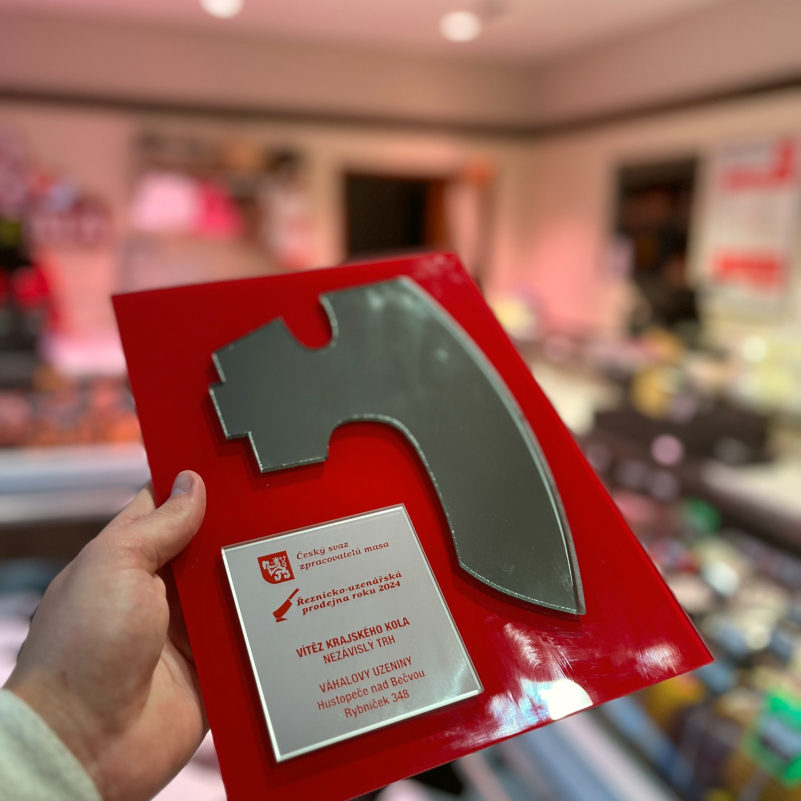 Český svaz
zpracovatelů masa
Řeznicko-uzenářská
prodejna roku 2024
VÍTĚZ KRAJSKÉHO KOLA
NEZÁVISLÝ TRH
VÁHALOVY UZENINY
Hustopeče nad Bečvou
Rybníček 348